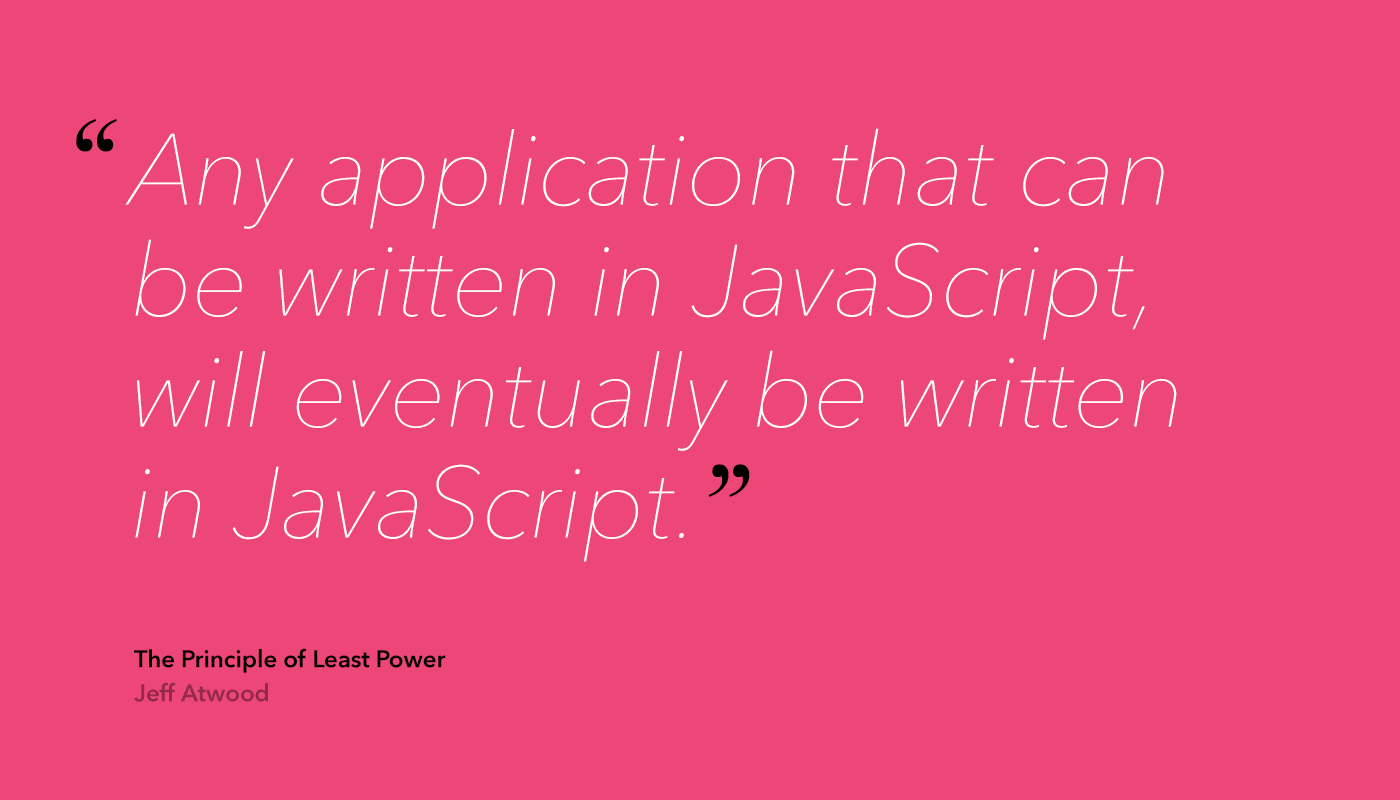 “Any application that can
be written in JavaScript,
will eventually be written
in JavaScript.”
The Principle of Least Power
Jeff Atwood